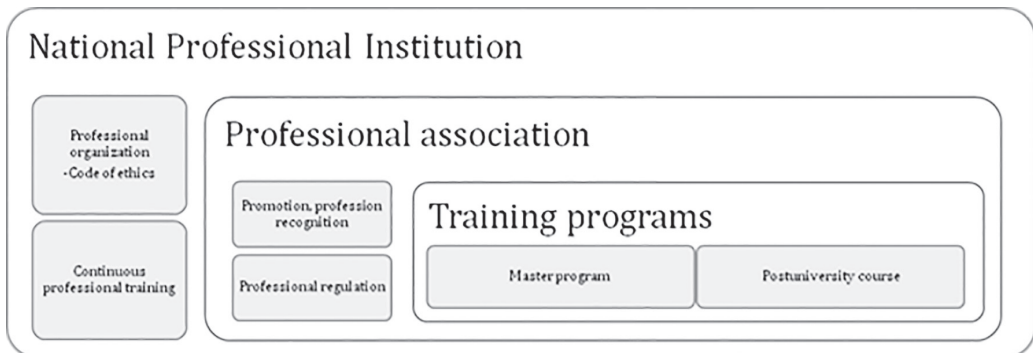 National Professional Institution
Professional
organization
-Code of ethics
Continuous
professional training
Professional association
Promotion, profession
recognition
Professional regulation
Training programs
Master program
Postuniversity course